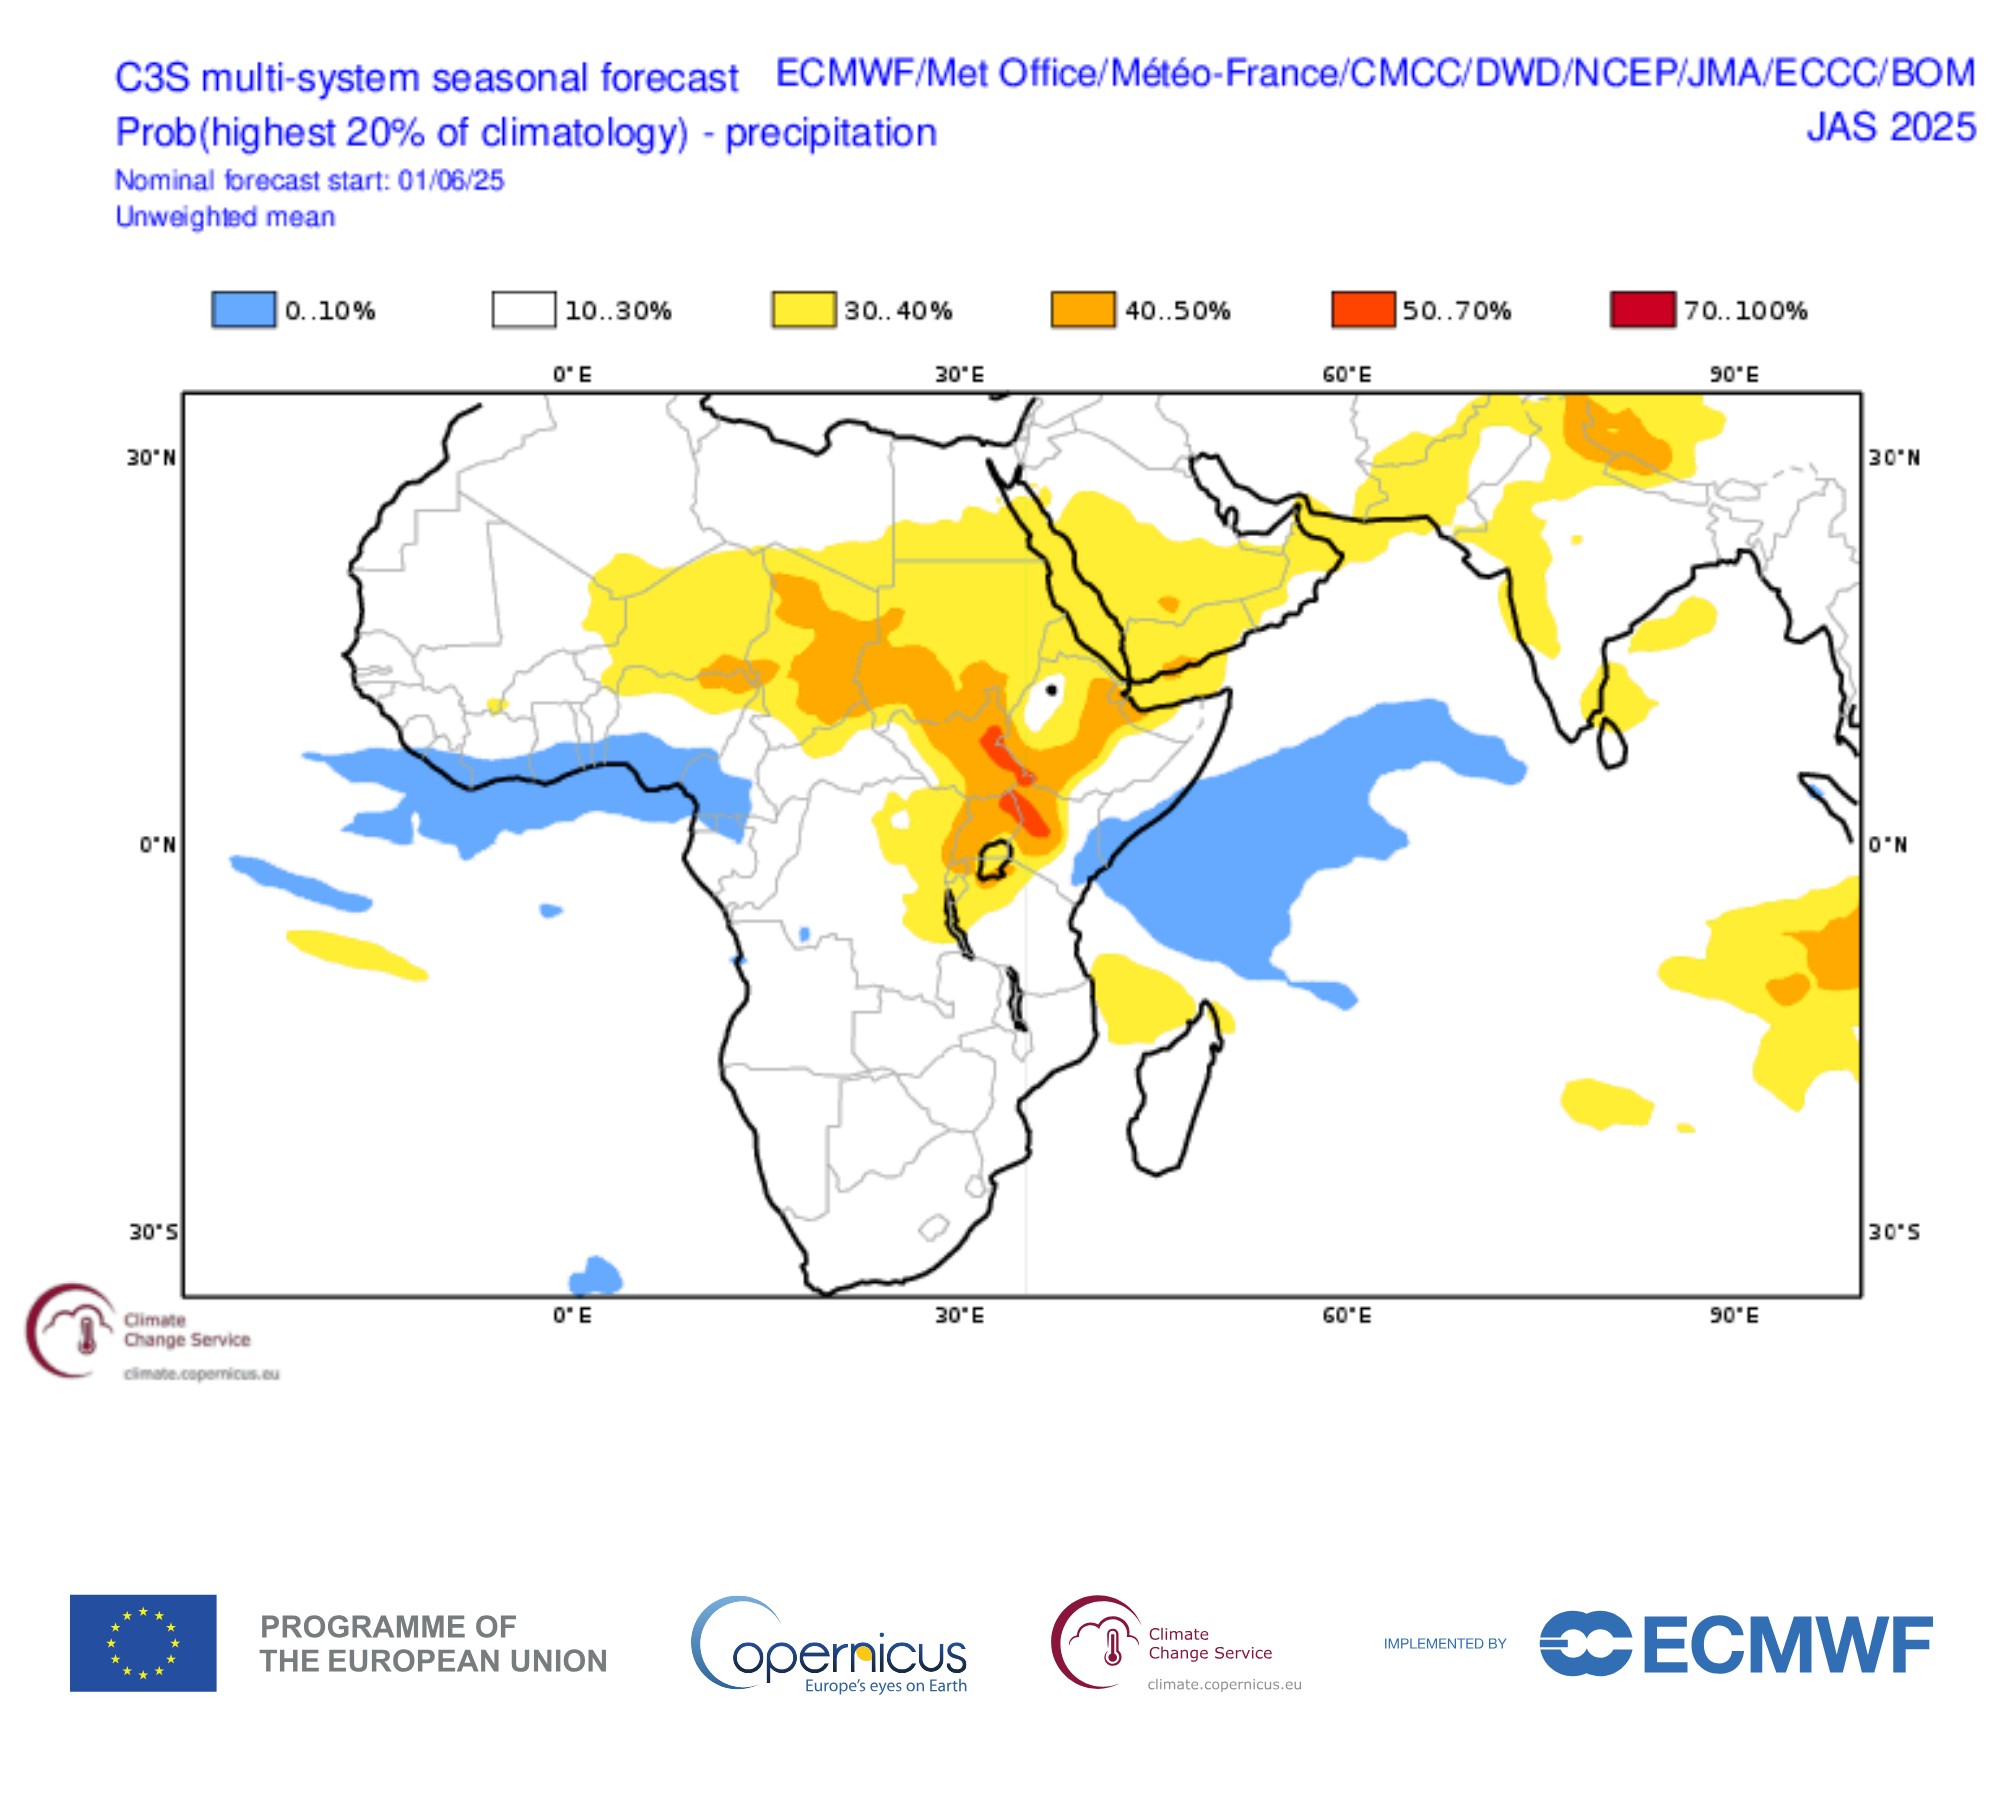 C3S multi-system seasonal forecast ECMWF/Met Office/Météo-France/CMCC/DWD/NCEP/JMA/ECCC/BOM
Prob(highest 20% of climatology) - precipitation JAS 2025
Nominal forecast start: 01/06/25
Unweighted mean
0..10% 10..30% 30..40% 40..50% 50..70% 70..100%
0°E 30°E 60°E 90°E
30°N 30°N
0°N 0°N
30°S 30°S
0°E 30°E 60°E 90°E
Climate
Change Service
climate.copernicus.eu
PROGRAMME OF
THE EUROPEAN UNION
opernicus
Europe's eyes on Earth
Climate
Change Service
climate.copernicus.eu
IMPLEMENTED BY
ECMWF